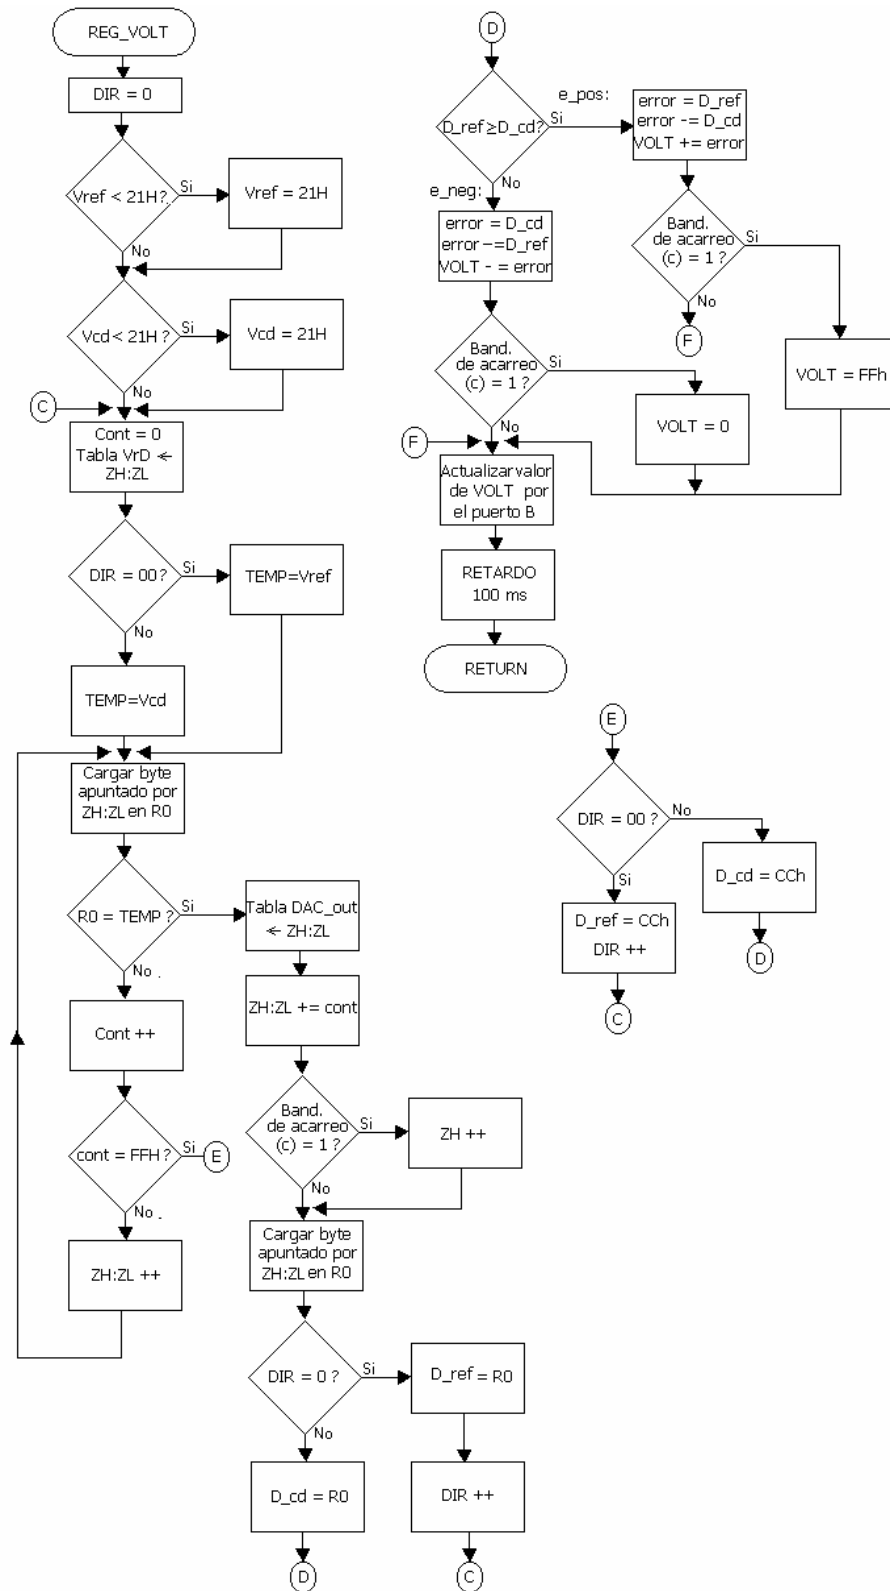 REG_VOLT
DIR = 0
Vref < 21H?
Si
Vref = 21H
No
Vcd< 21H ?
Si
Vcd = 21H
No
C
Cont = 0
Tabla VrD ←
ZH:ZL
DIR = 00?
Si
TEMP=Vref
No
TEMP=Vcd
Cargar byte
apuntado por
ZH:ZL en R0
R0 = TEMP ?
Si
No
Cont ++
cont = FFH?
Si
E
No
ZH:ZL ++
Tabla DAC_out
← ZH:ZL
ZH:ZL += cont
Band.
de acarreo
(c) = 1 ?
Si
ZH ++
No
Cargar byte
apuntado por
ZH:ZL en R0
DIR = 0 ?
Si
D_ref = R0
No
D_cd = R0
DIR ++
D
C
D
D_ref ≥D_cd?
e_pos:
Si
error = D_ref
error -= D_cd
VOLT += error
No
e_neg:
error = D_cd
error -=D_ref
VOLT - = error
Band.
de acarreo
(c) = 1 ?
Si
No
F
VOLT = FFh
Band.
de acarreo
(c) = 1 ?
Si
VOLT = 0
No
F
Actualizar valor
de VOLT por
el puerto B
RETARDO
100 ms
RETURN
E
DIR = 00 ?
No
D_cd = CCh
D
Si
D_ref = CCh
DIR ++
C